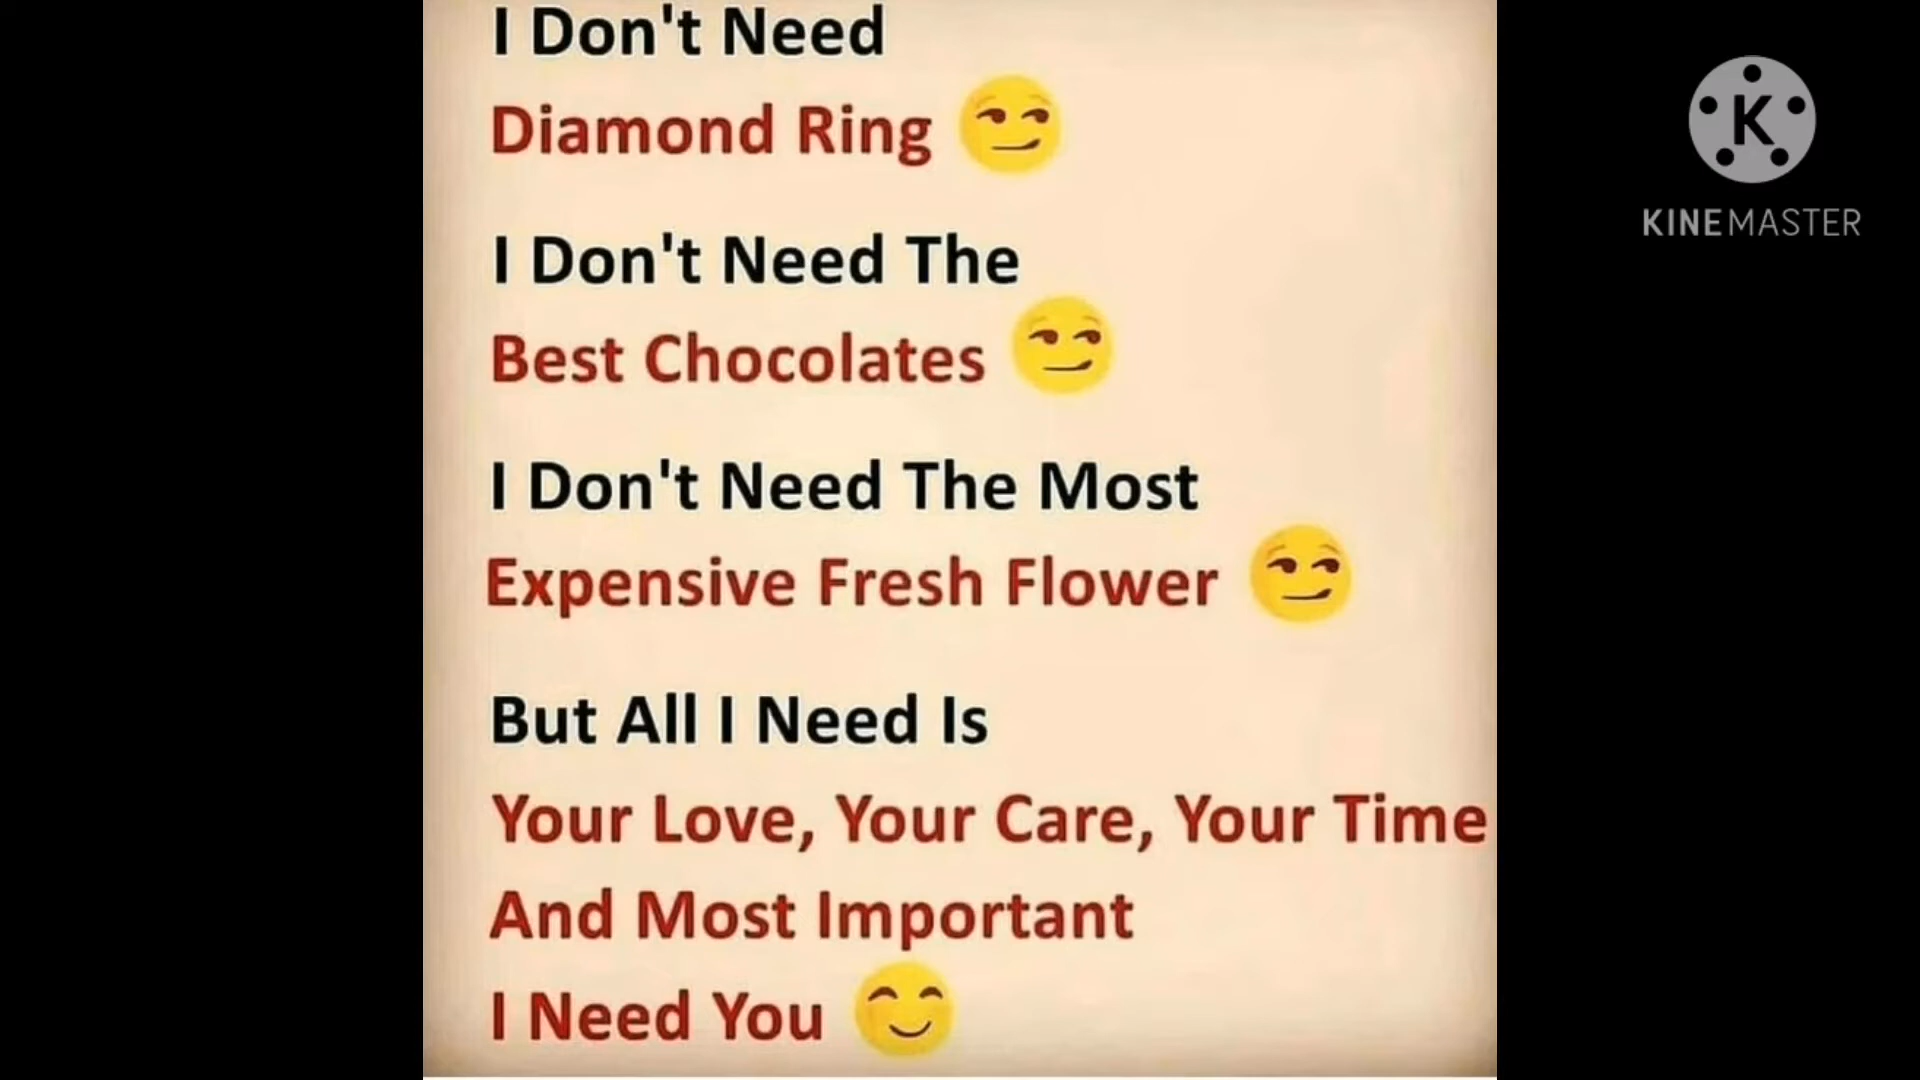 I Don't Need
Diamond Ring 😏
I Don't Need The
Best Chocolates 😏
I Don't Need The Most
Expensive Fresh Flower 😏
But All I Need Is
Your Love, Your Care, Your Time
And Most Important
I Need You 😊
K
KINEMASTER